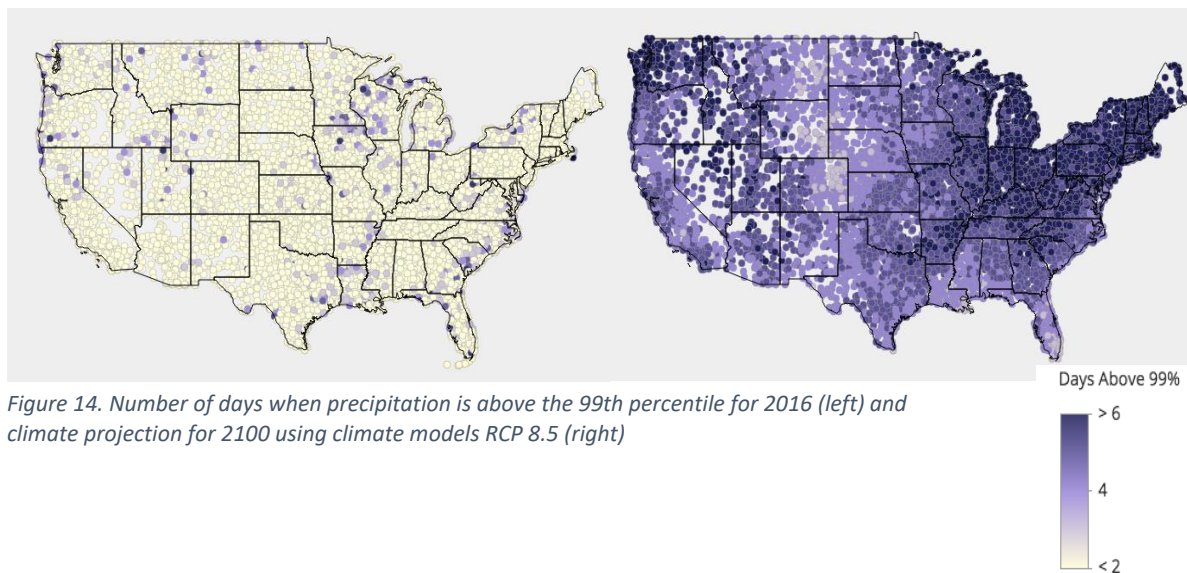 Days Above 99%
> 6
4
< 2
Figure 14. Number of days when precipitation is above the 99th percentile for 2016 (left) and
climate projection for 2100 using climate models RCP 8.5 (right)